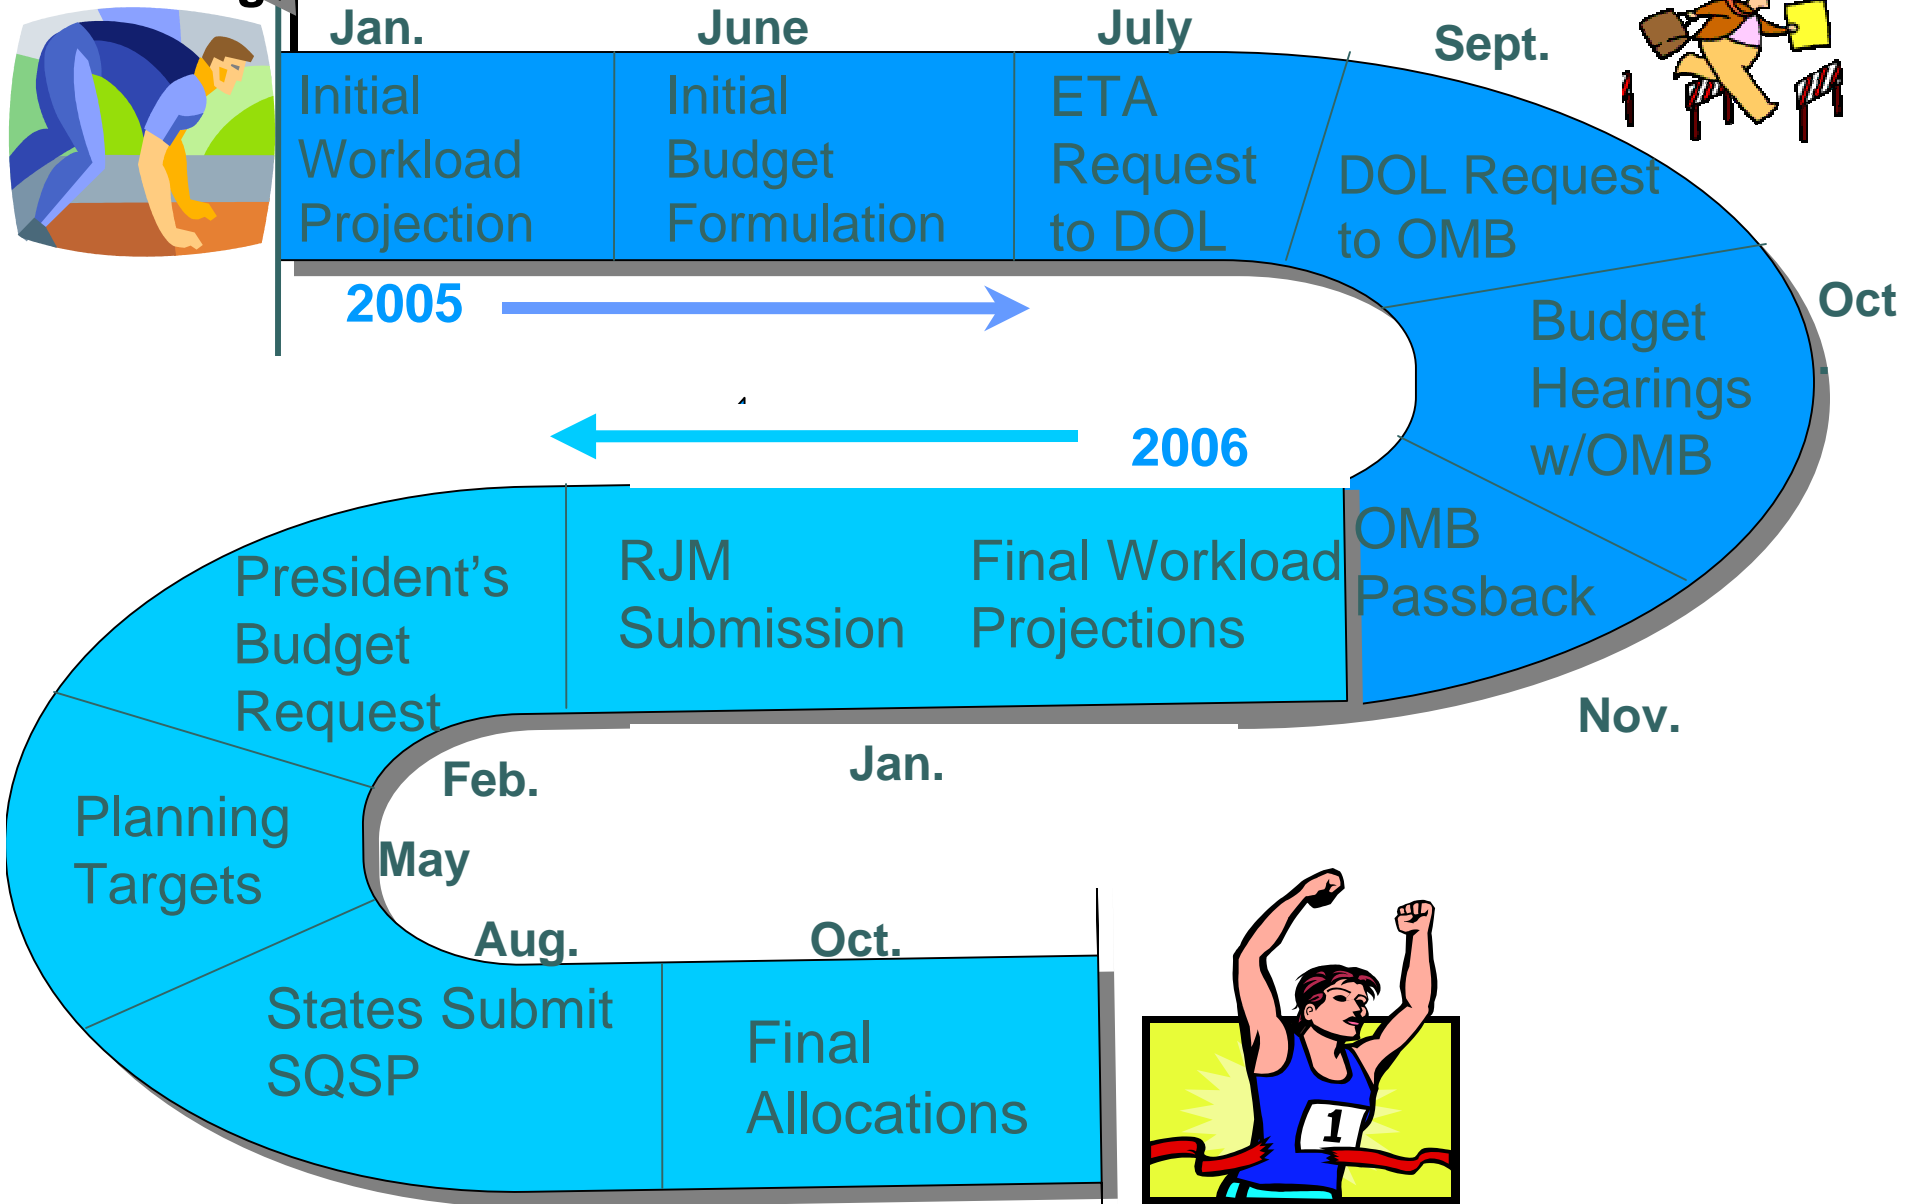 g
Jan.
June
July
Sept.
Initial
Workload
Projection
Initial
Budget
Formulation
ETA
Request
to DOL
DOL Request
to OMB
Oct
.
2005
Budget
Hearings
w/OMB
2006
OMB
Passback
Nov.
Final Workload
Projections
RJM
Submission
Jan.
President’s
Budget
Request
Feb.
Planning
Targets
May
Aug.
States Submit
SQSP
Oct.
Final
Allocations
1